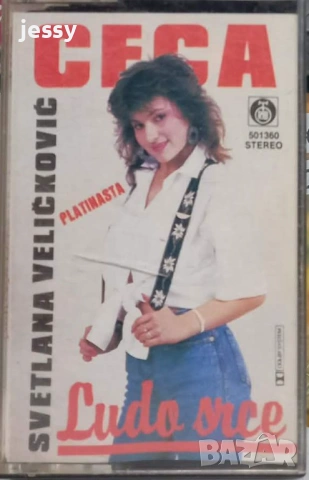 jessy
CECA
501360
STEREO
SVETLANA VELIČKOVIĆ
PLATINASTA
Ludo srce
BAZAR